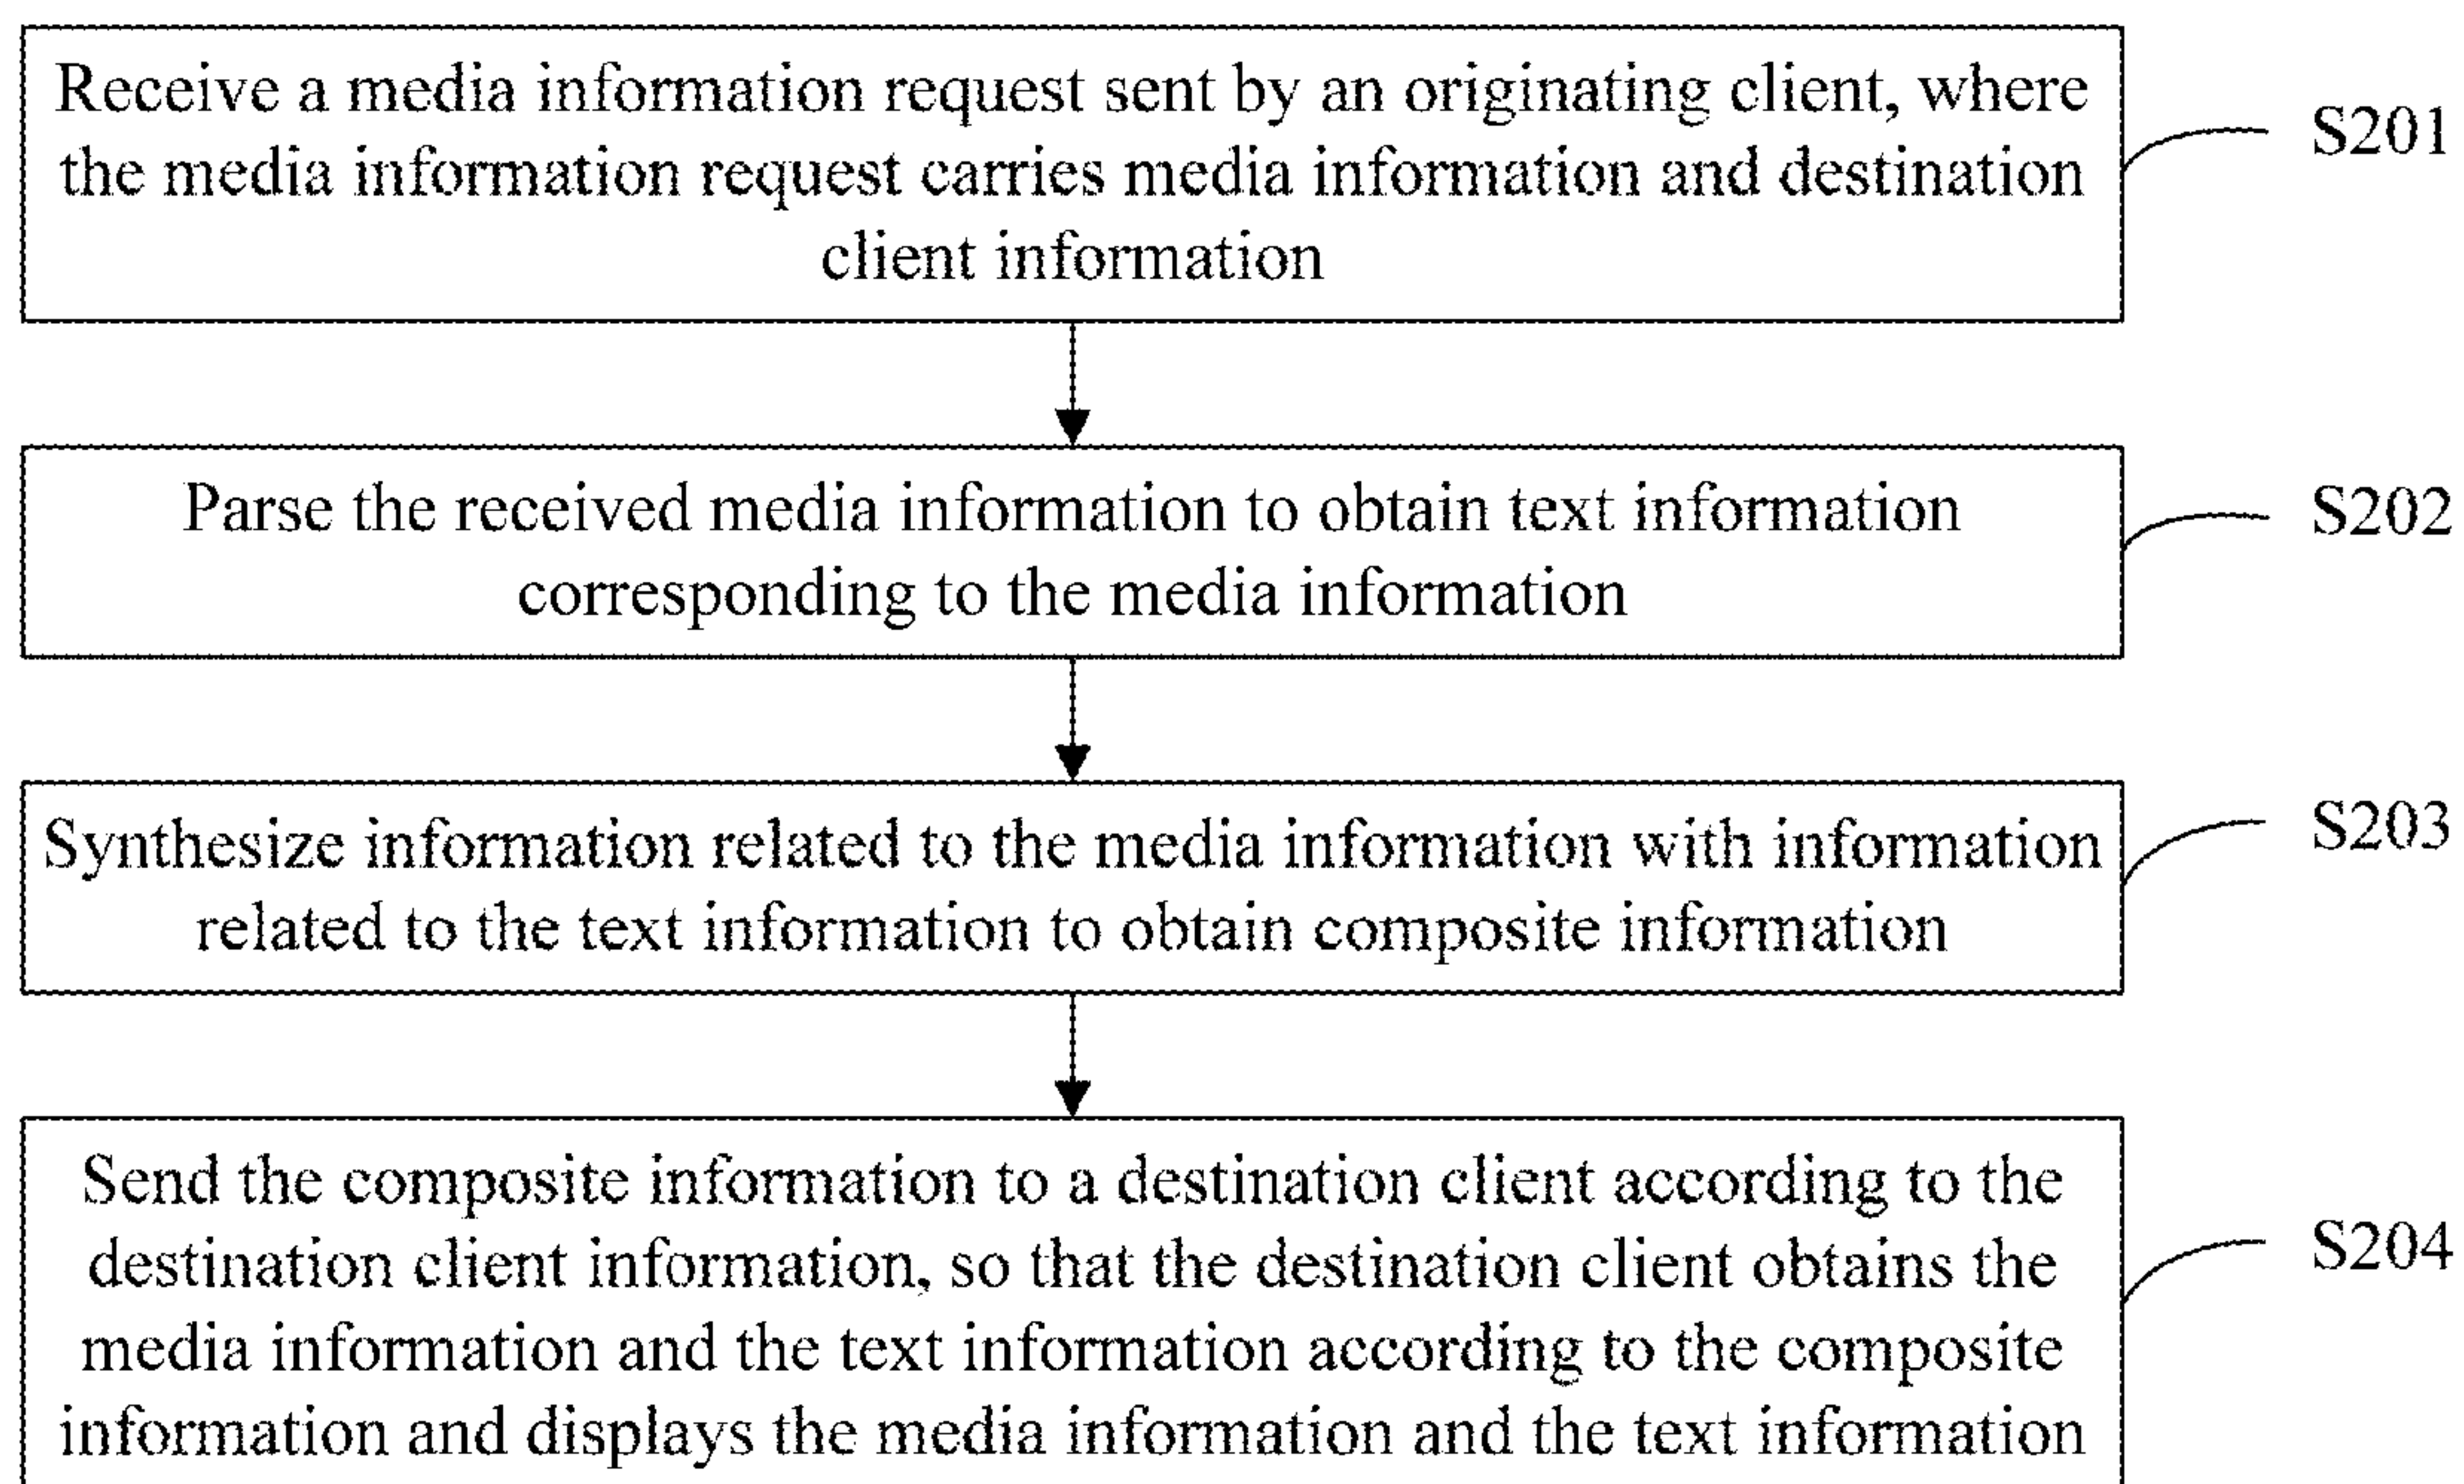 Receive a media information request sent by an originating client, where
the media information request carries media information and destination
client information
S201
Parse the received media information to obtain text information
corresponding to the media information
S202
Synthesize information related to the media information with information
related to the text information to obtain composite information
S203
Send the composite information to a destination client according to the
destination client information, so that the destination client obtains the
media information and the text information according to the composite
information and displays the media information and the text information
S204